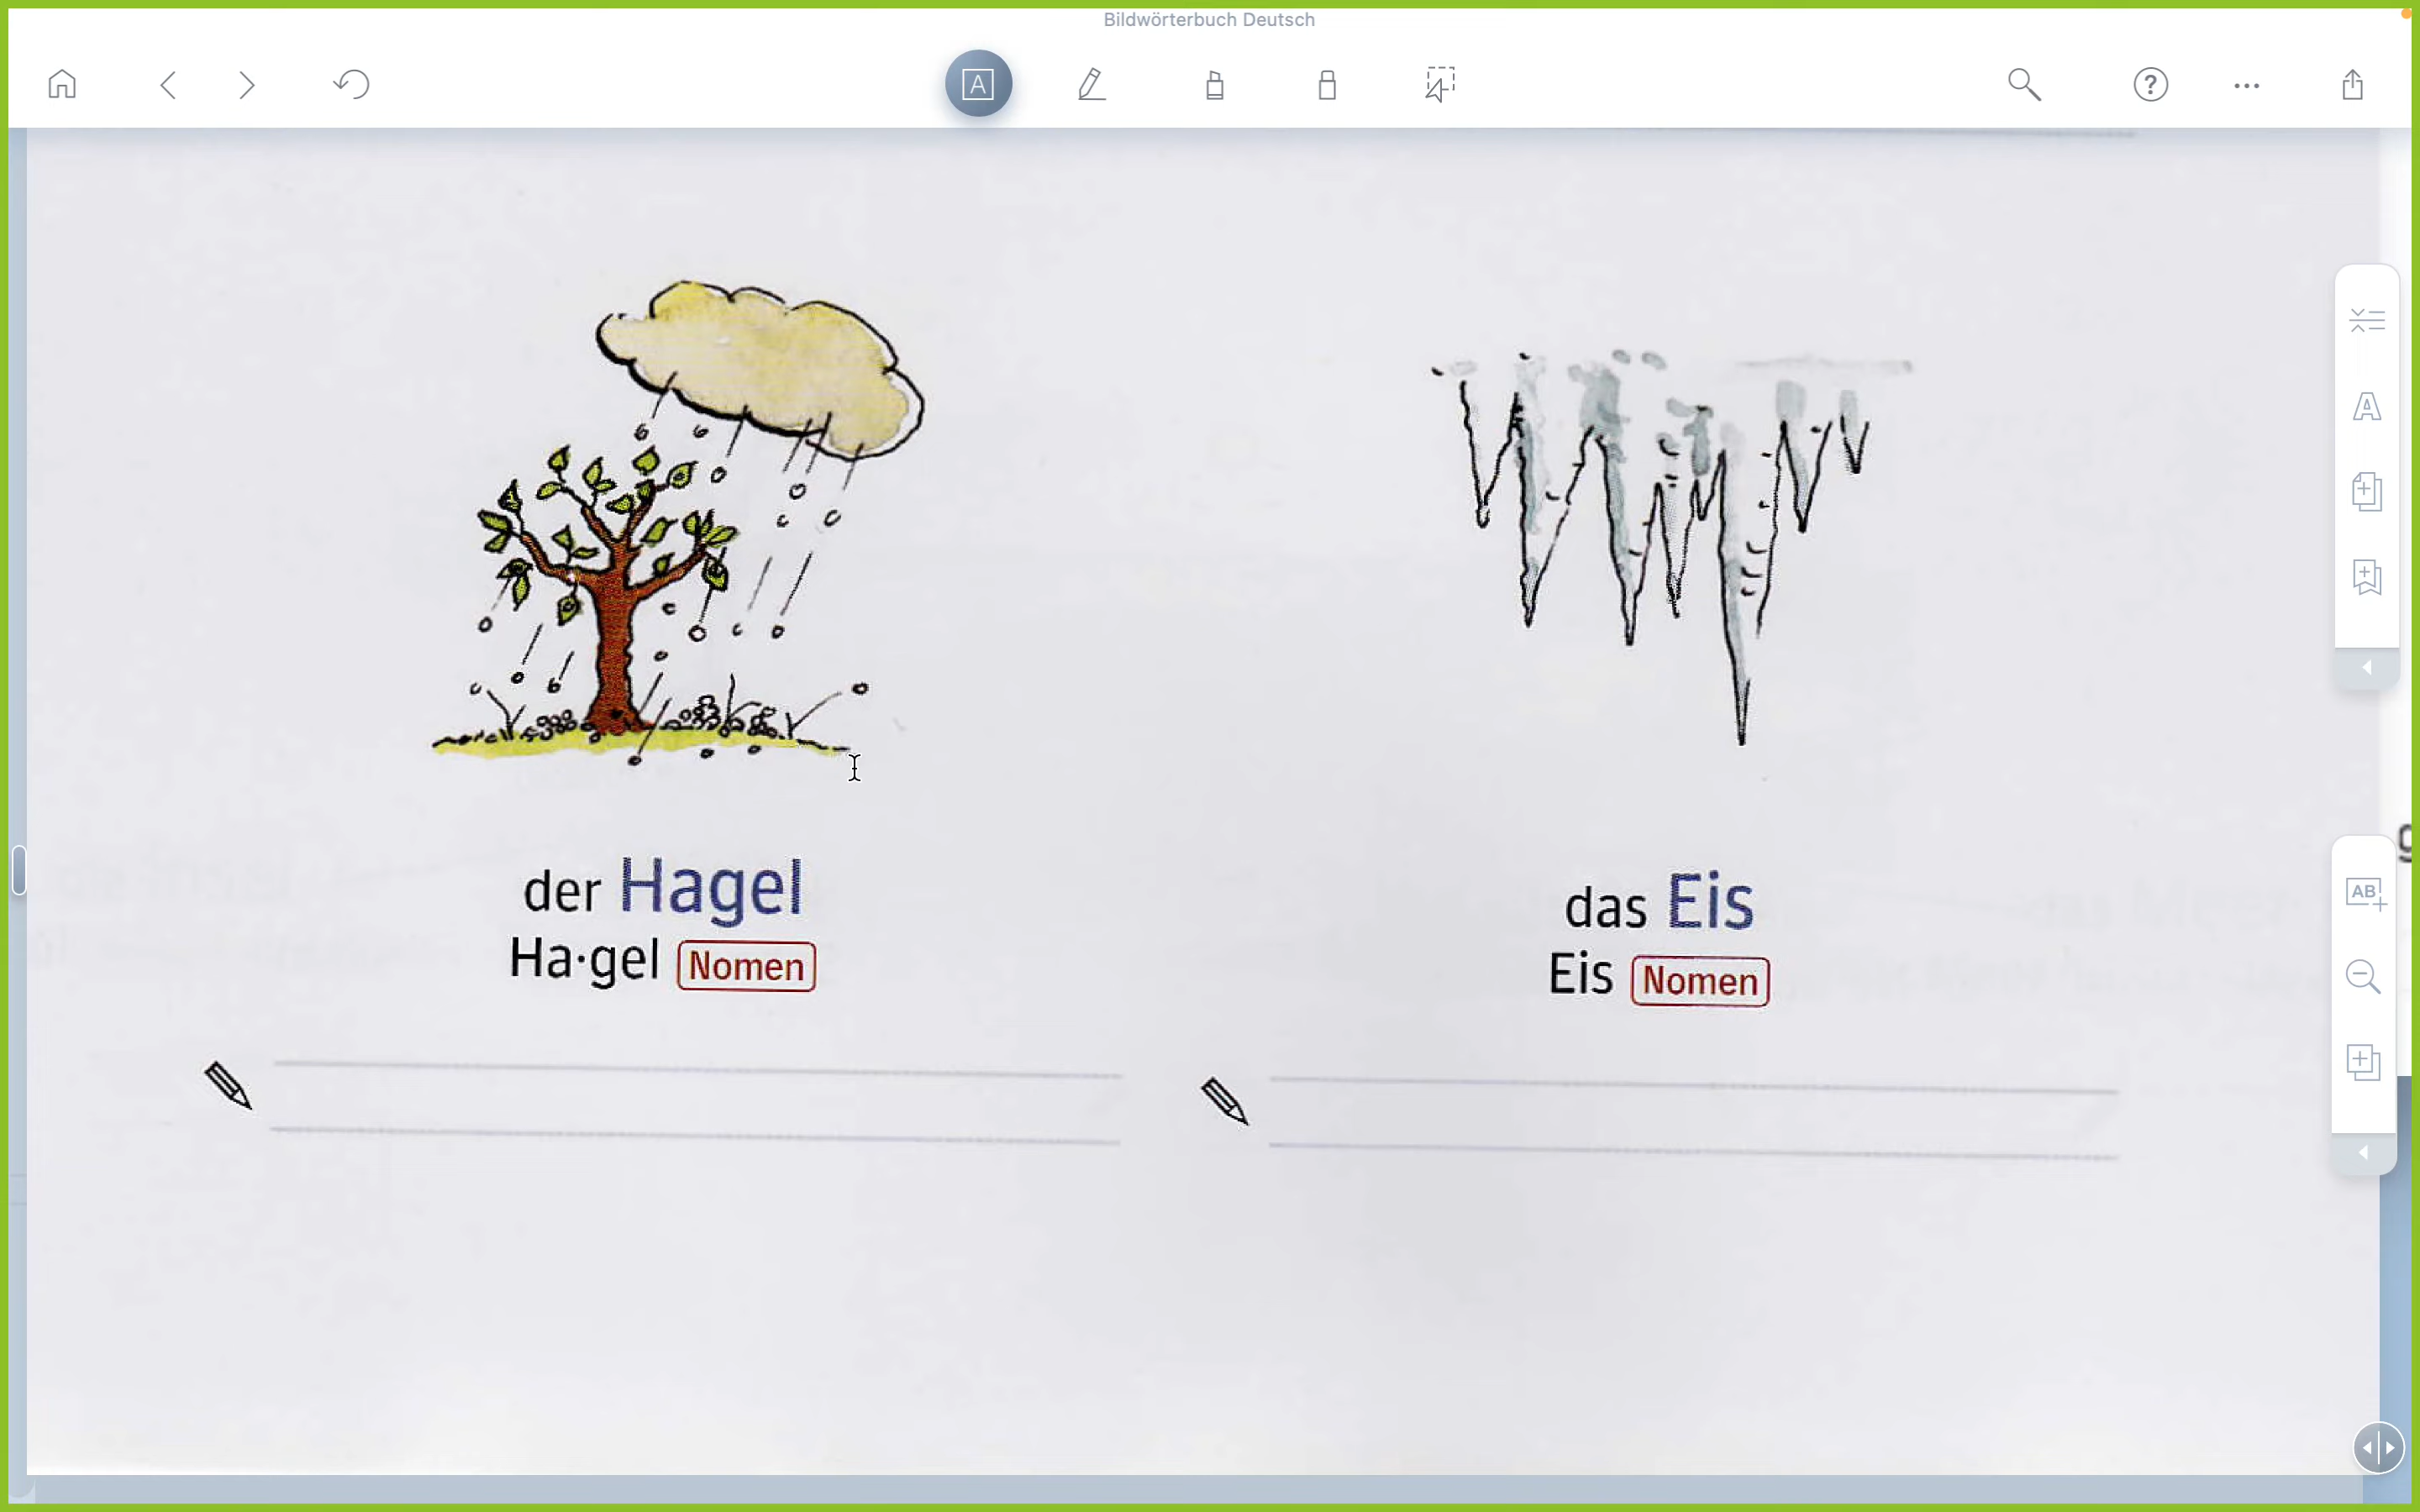 Bildwörterbuch Deutsch
der Hagel
Ha·gel Nomen
das Eis
Eis Nomen